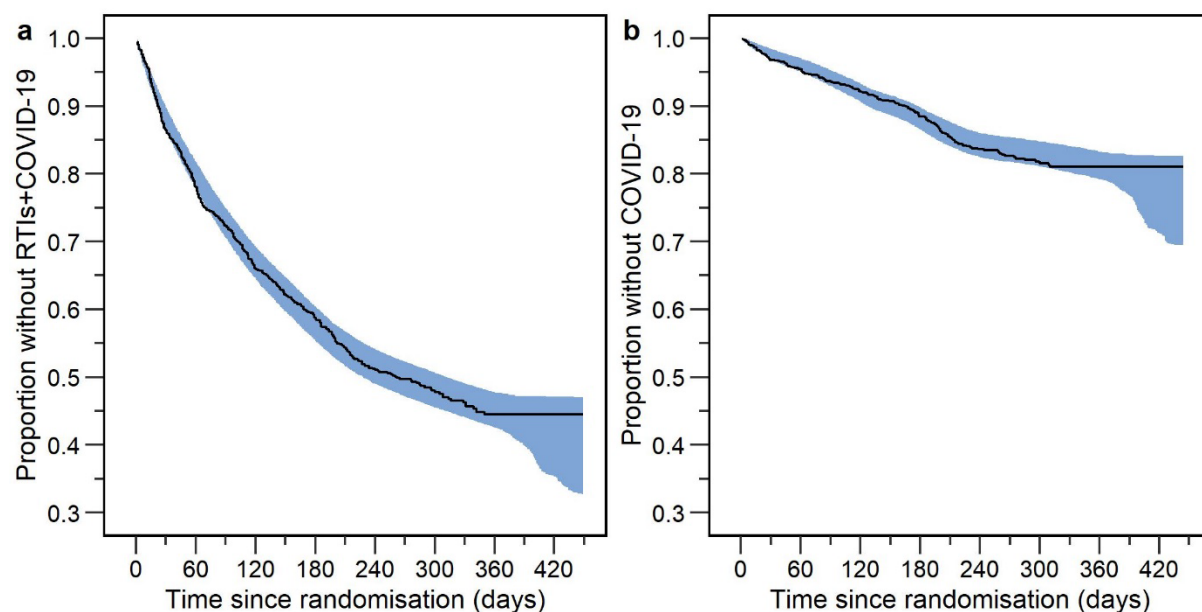 a
Proportion without RTIs+COVID-19
1.0
0.9
0.8
0.7
0.6
0.5
0.4
0.3
0 60 120 180 240 300 360 420
Time since randomisation (days)
b
Proportion without COVID-19
1.0
0.9
0.8
0.7
0.6
0.5
0.4
0.3
0 60 120 180 240 300 360 420
Time since randomisation (days)